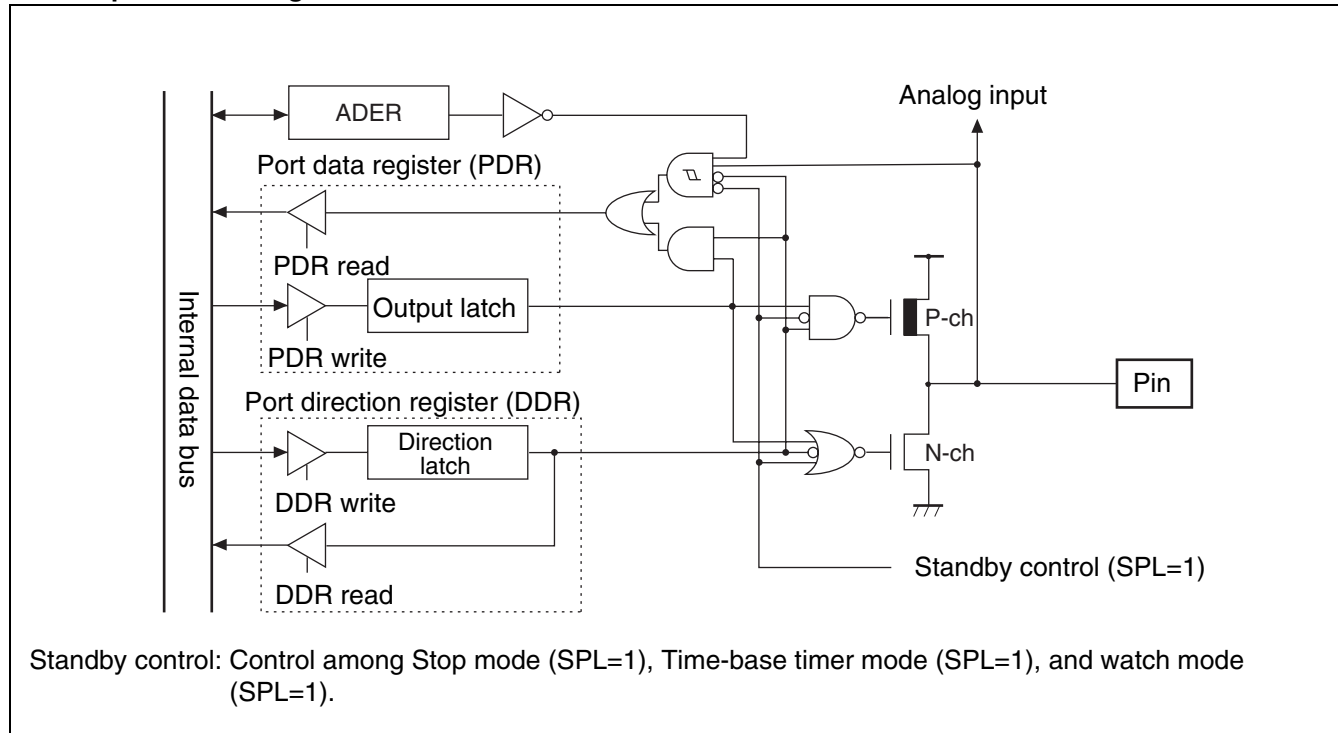 ADER
Analog input
Port data register (PDR)
PDR read
Output latch
PDR write
P-ch
Internal data bus
Port direction register (DDR)
Pin
Direction
latch
N-ch
DDR write
Standby control (SPL=1)
DDR read
Standby control: Control among Stop mode (SPL=1), Time-base timer mode (SPL=1), and watch mode
(SPL=1).